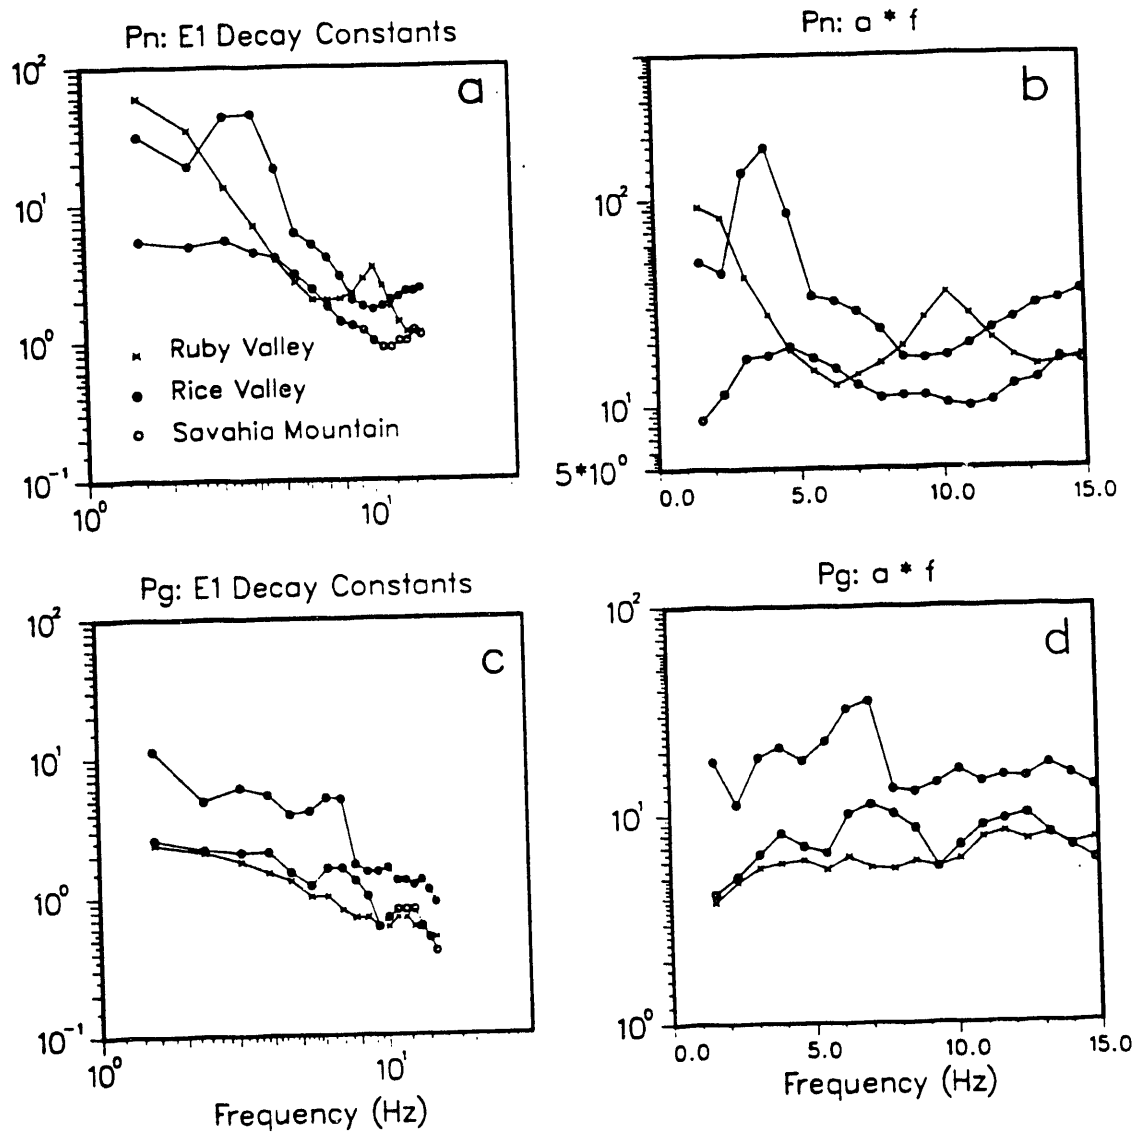 Pn: E1 Decay Constants
10²
10¹
10⁰
10⁻¹
a
× Ruby Valley
● Rice Valley
○ Savahia Mountain
10⁰ 10¹
Pn: a * f
b
10²
10¹
5*10⁰
0.0 5.0 10.0 15.0
Pg: E1 Decay Constants
10²
10¹
10⁰
10⁻¹
c
10⁰ 10¹
Frequency (Hz)
Pg: a * f
d
10²
10¹
10⁰
0.0 5.0 10.0 15.0
Frequency (Hz)